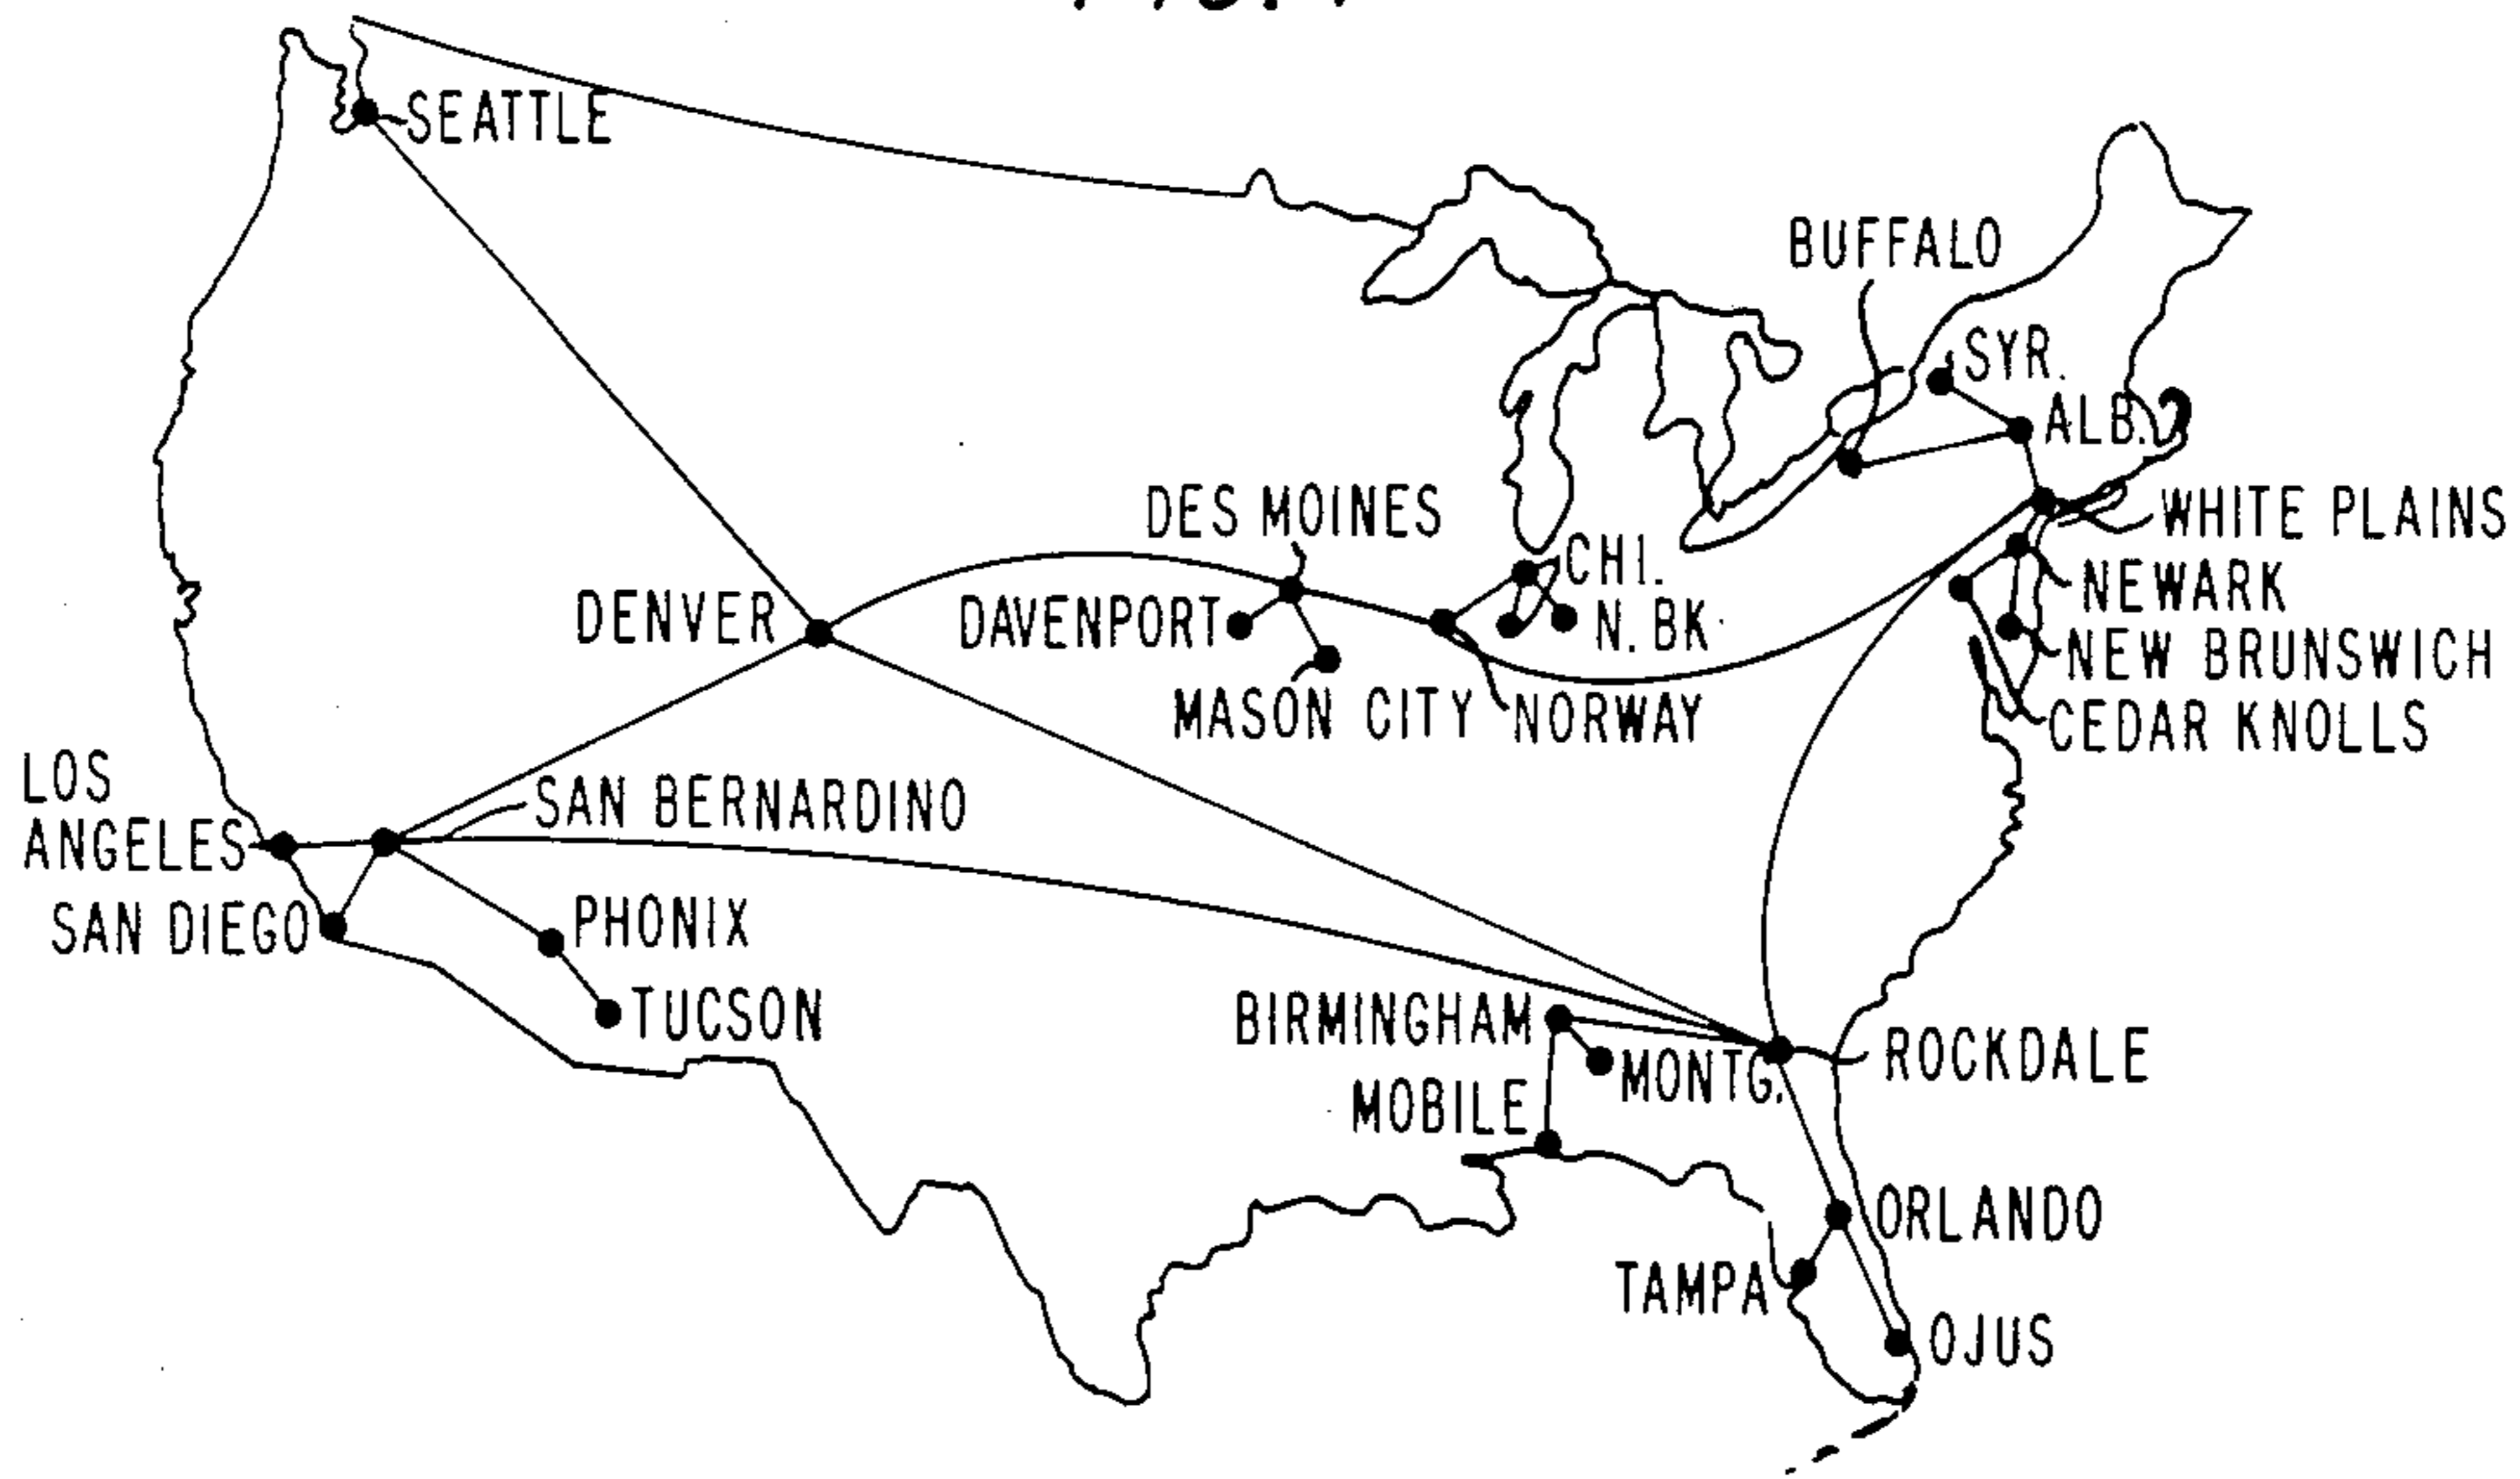 SEATTLE
BUFFALO
SYR.
ALB.
WHITE PLAINS
NEWARK
NEW BRUNSWICH
CEDAR KNOLLS
DES MOINES
CHI.
N. BK.
DAVENPORT
MASON CITY
NORWAY
DENVER
LOS
ANGELES
SAN BERNARDINO
SAN DIEGO
PHONIX
TUCSON
BIRMINGHAM
MONTG.
MOBILE
ROCKDALE
ORLANDO
TAMPA
OJUS